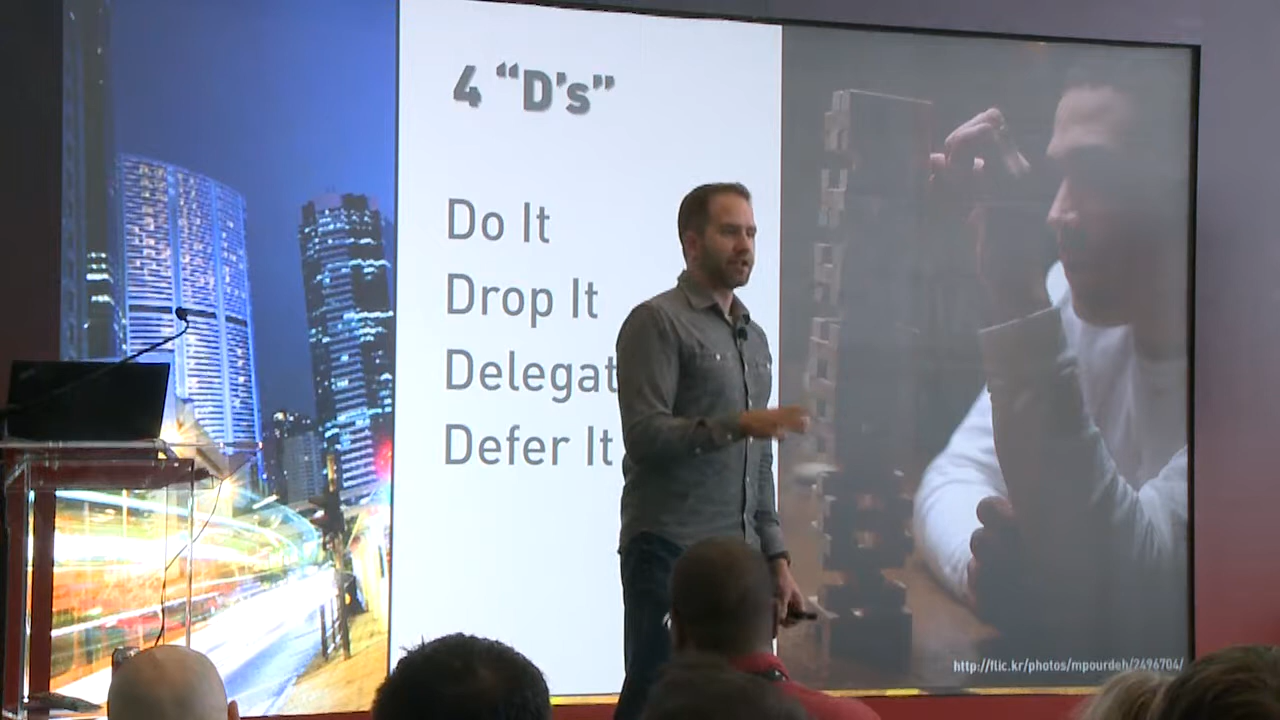 4 “D’s”
Do It
Drop It
Delegat
Defer It
http://flic.kr/photos/mpourdeh/2496704/